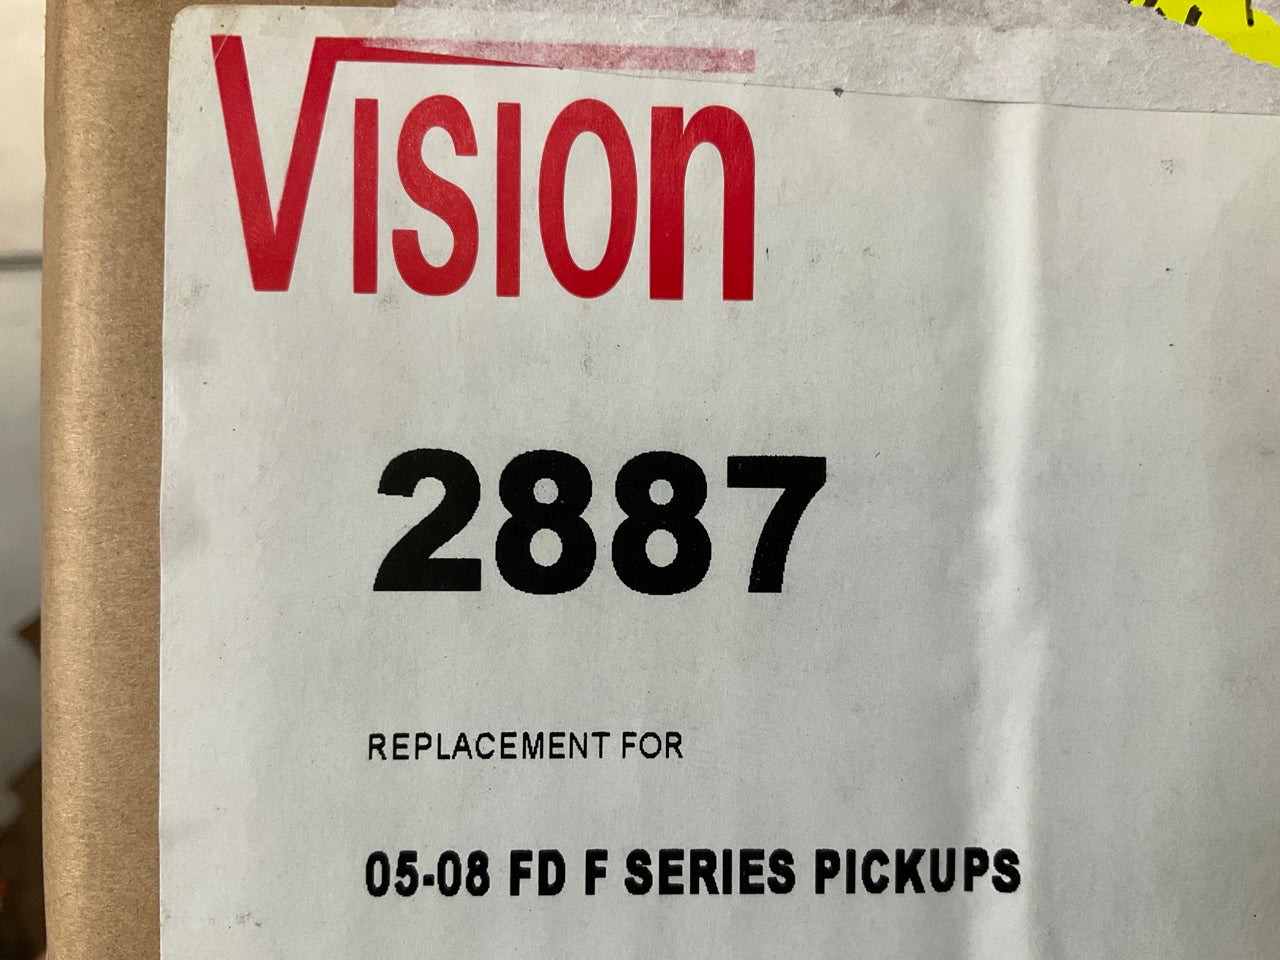 Vision
2887
REPLACEMENT FOR
05-08 FD F SERIES PICKUPS